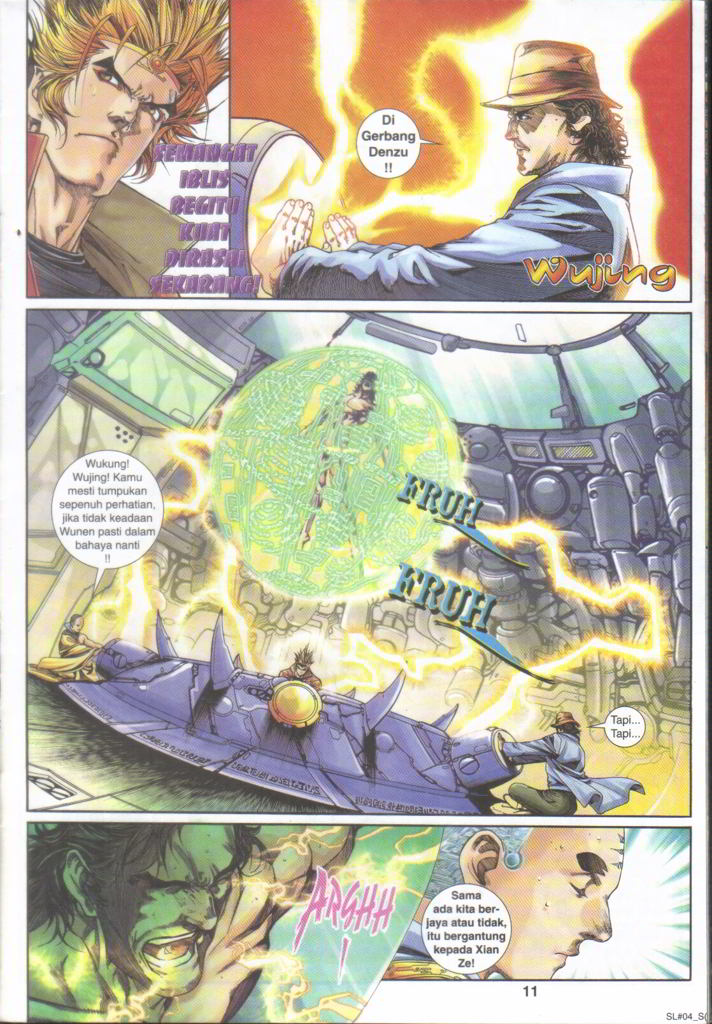 SEMANGAT
IBLIS
BEGITU
KUAT
DIRASAI
SEKARANG!
Di
Gerbang
Denzu
!!
Wujing
Wukung!
Wujing! Kamu
mesti tumpukan
sepenuh perhatian,
jika tidak keadaan
Wunen pasti dalam
bahaya nanti
!!
FRUH
FRUH
Tapi...
Tapi...
ARGHH
!
Sama
ada kita ber-
jaya atau tidak,
itu bergantung
kepada Xian
Ze!
11
SL#04_S